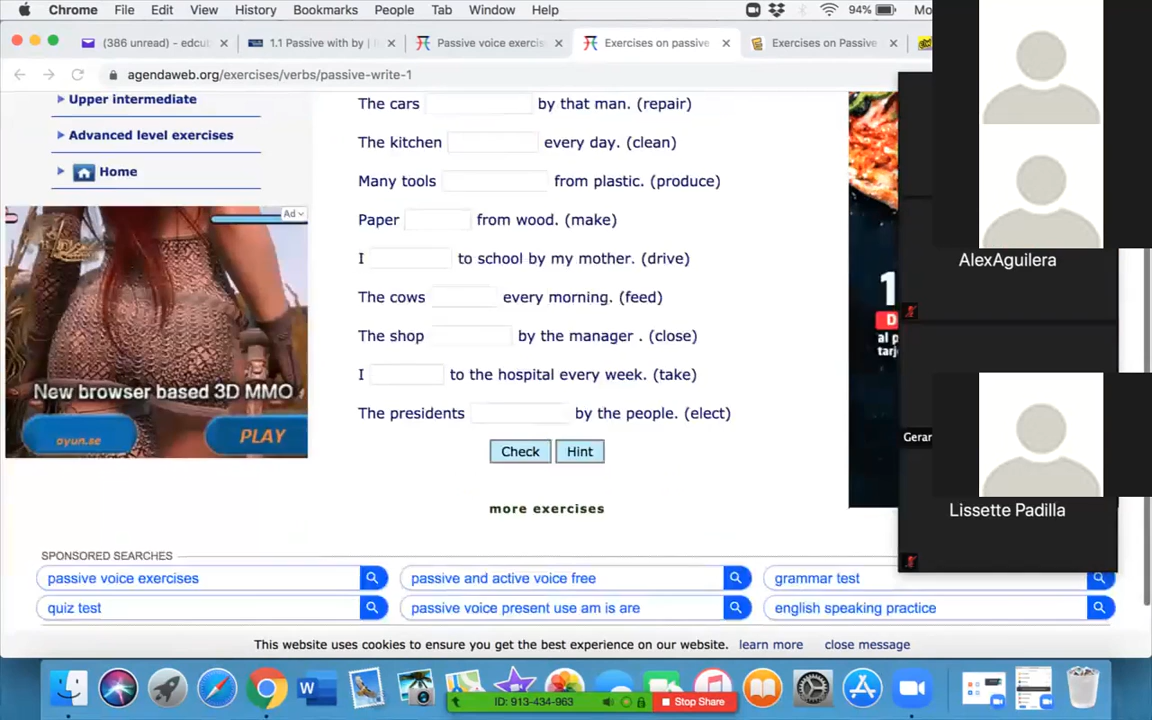 Chrome File Edit View History Bookmarks People Tab Window Help 94% Mo
(386 unread) - edcut × 1.1 Passive with by | × Passive voice exercis × Exercises on passive × Exercises on Passive ×
agendaweb.org/exercises/verbs/passive-write-1
Upper intermediate
Advanced level exercises
Home
Ad
New browser based 3D MMO
oyun.se PLAY
The cars by that man. (repair)
The kitchen every day. (clean)
Many tools from plastic. (produce)
Paper from wood. (make)
I to school by my mother. (drive)
The cows every morning. (feed)
The shop by the manager . (close)
I to the hospital every week. (take)
The presidents by the people. (elect)
Check Hint
more exercises
1
D
al p
tarj
AlexAguilera
Gerar
Lissette Padilla
SPONSORED SEARCHES
passive voice exercises passive and active voice free grammar test
quiz test passive voice present use am is are english speaking practice
This website uses cookies to ensure you get the best experience on our website. learn more close message
ID: 913-434-963 Stop Share